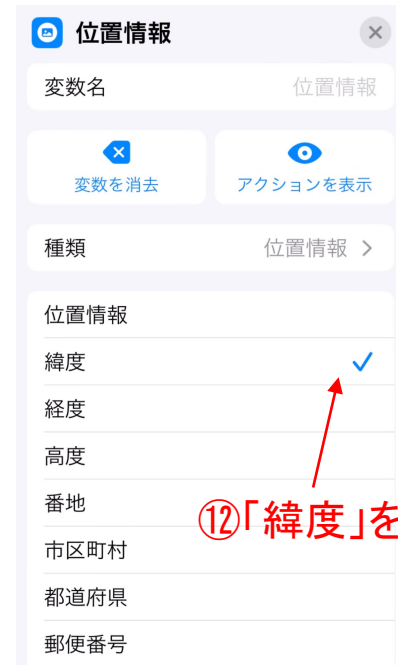 位置情報
変数名 位置情報
変数を消去 アクションを表示
種類 位置情報
位置情報
緯度
経度
高度
番地
⑫「緯度」を
市区町村
都道府県
郵便番号